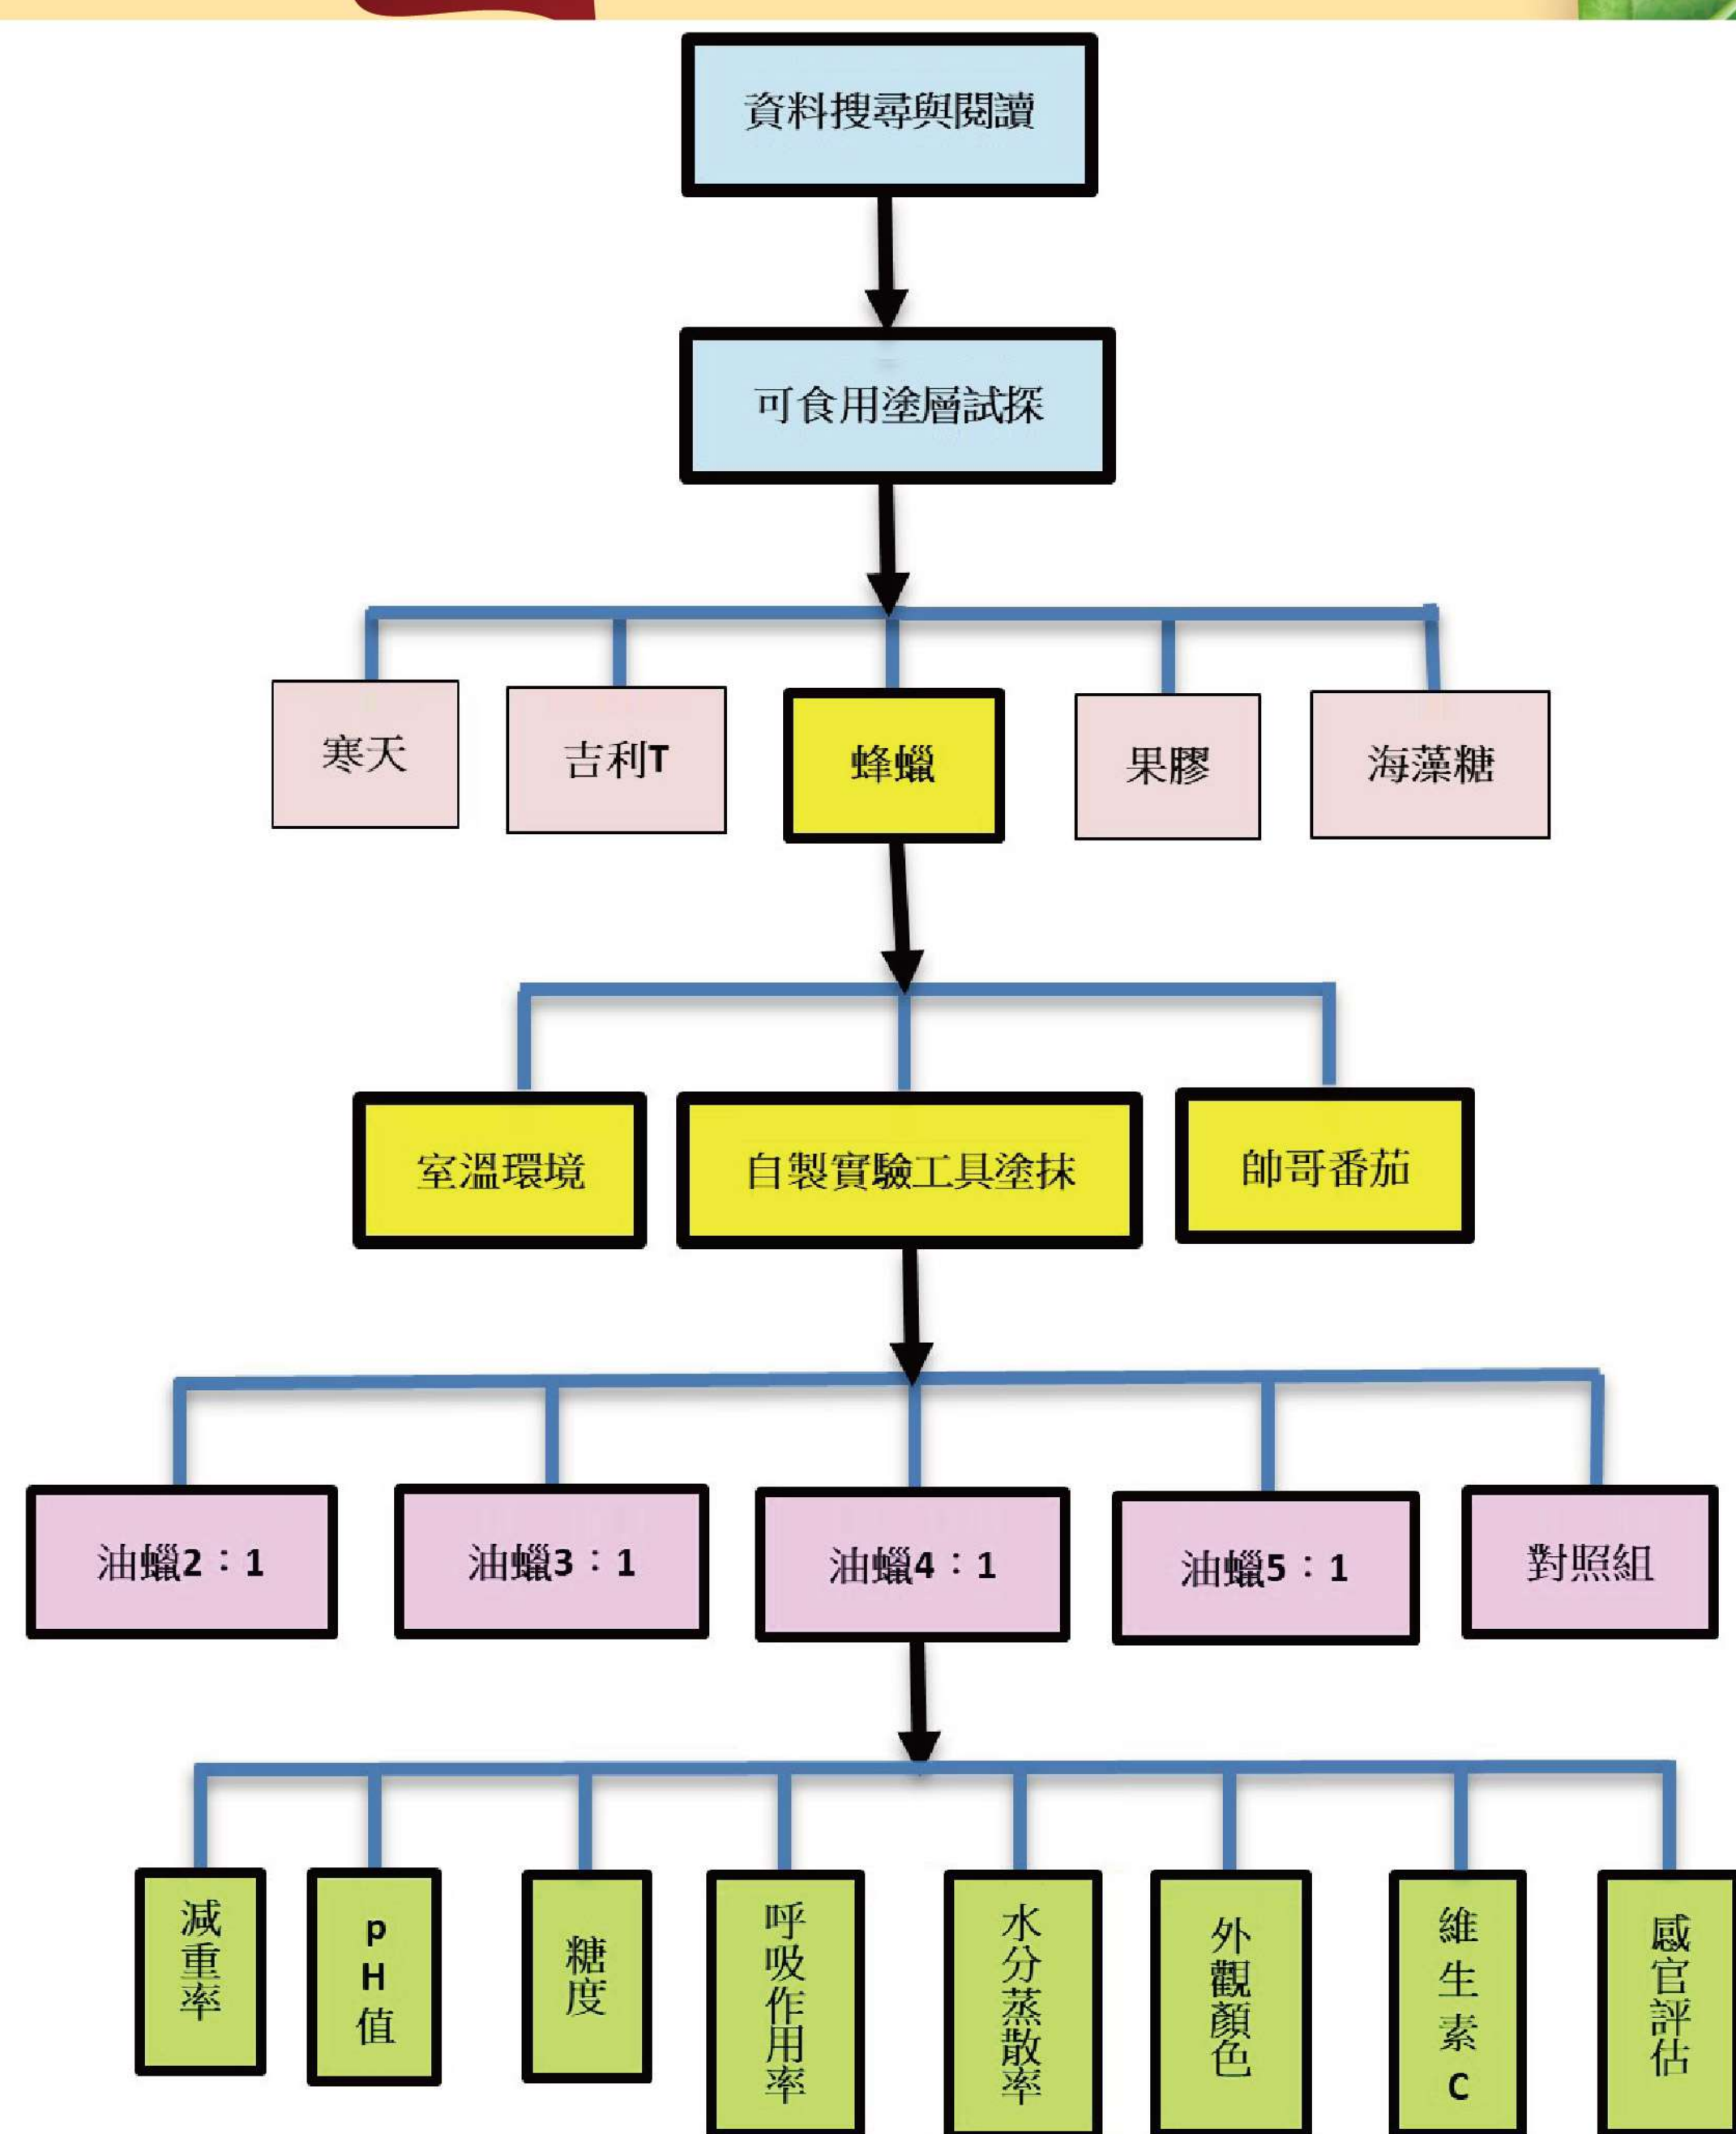 資料搜尋與閱讀
可食用塗層試探
寒天
吉利T
蜂蠟
果膠
海藻糖
室溫環境
自製實驗工具塗抹
帥哥番茄
油蠟2：1
油蠟3：1
油蠟4：1
油蠟5：1
對照組
減重率
pH值
糖度
呼吸作用率
水分蒸散率
外觀顏色
維生素C
感官評估